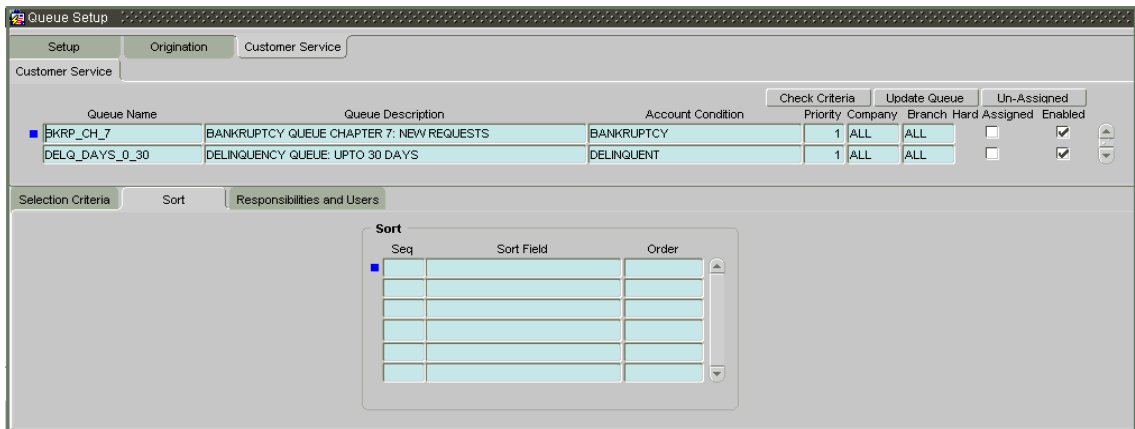 Queue Setup
Setup Origination Customer Service
Customer Service
Check Criteria Update Queue Un-Assigned
Queue Name Queue Description Account Condition Priority Company Branch Hard Assigned Enabled
BKRP_CH_7 BANKRUPTCY QUEUE CHAPTER 7: NEW REQUESTS BANKRUPTCY 1 ALL ALL
DELQ_DAYS_0_30 DELINQUENCY QUEUE: UPTO 30 DAYS DELINQUENT 1 ALL ALL
Selection Criteria Sort Responsibilities and Users
Sort
Seq Sort Field Order